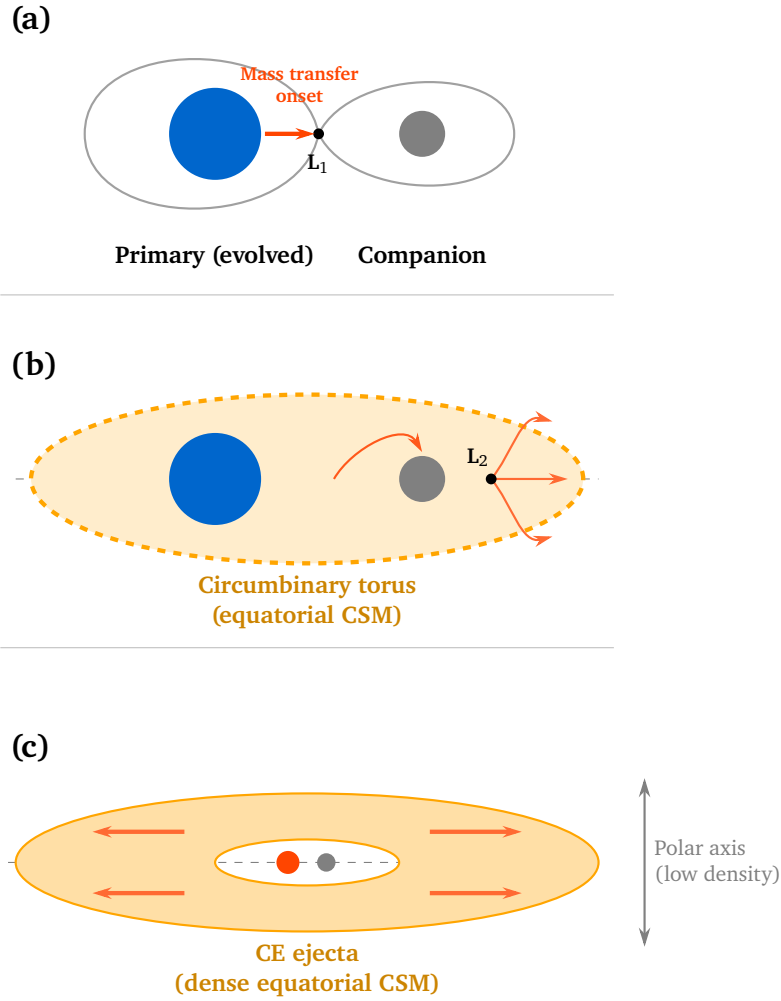 (a)
Mass transfer
onset
L₁
Primary (evolved)
Companion
(b)
L₂
Circumbinary torus
(equatorial CSM)
(c)
Polar axis
(low density)
CE ejecta
(dense equatorial CSM)